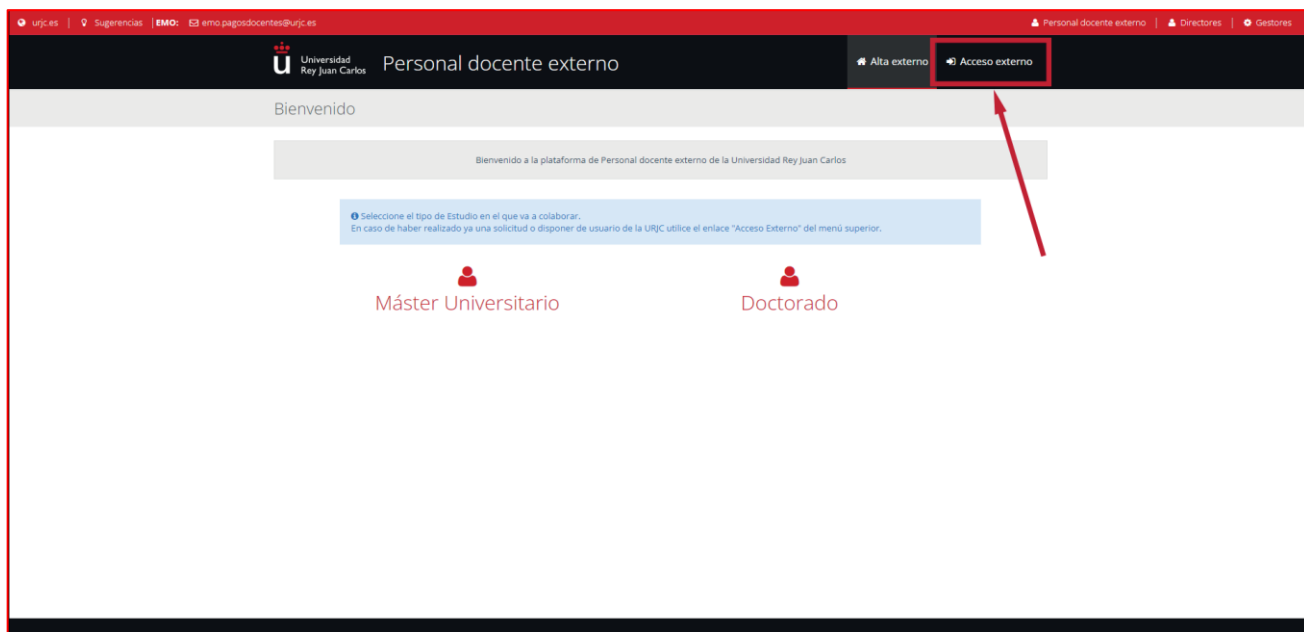 urjc.es | Sugerencias | EMO: emo.pagosdocentes@urjc.es
Personal docente externo | Directores | Gestores
Universidad
Rey Juan Carlos
Personal docente externo
Alta externo
Acceso externo
Bienvenido
Bienvenido a la plataforma de Personal docente externo de la Universidad Rey Juan Carlos
Seleccione el tipo de Estudio en el que va a colaborar.
En caso de haber realizado ya una solicitud o disponer de usuario de la URJC utilice el enlace "Acceso Externo" del menú superior.
Máster Universitario
Doctorado